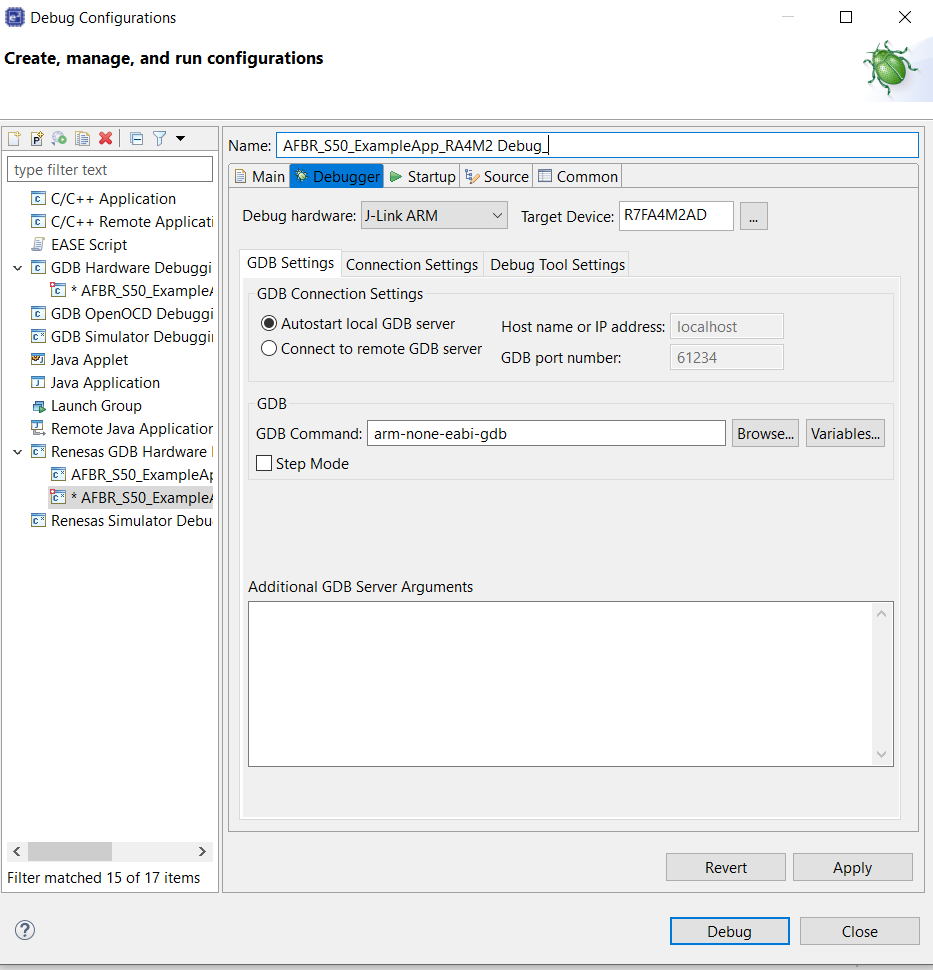 Debug Configurations
Create, manage, and run configurations
type filter text
C/C++ Application
C/C++ Remote Applicati
EASE Script
GDB Hardware Debuggi
* AFBR_S50_ExampleA
GDB OpenOCD Debuggi
GDB Simulator Debuggin
Java Applet
Java Application
Launch Group
Remote Java Application
Renesas GDB Hardware
AFBR_S50_ExampleAp
* AFBR_S50_ExampleA
Renesas Simulator Debu
Filter matched 15 of 17 items
Name: AFBR_S50_ExampleApp_RA4M2 Debug_
Main Debugger Startup Source Common
Debug hardware: J-Link ARM Target Device: R7FA4M2AD ...
GDB Settings Connection Settings Debug Tool Settings
GDB Connection Settings
Autostart local GDB server
Connect to remote GDB server
Host name or IP address: localhost
GDB port number: 61234
GDB
GDB Command: arm-none-eabi-gdb Browse... Variables...
Step Mode
Additional GDB Server Arguments
Revert Apply
Debug Close